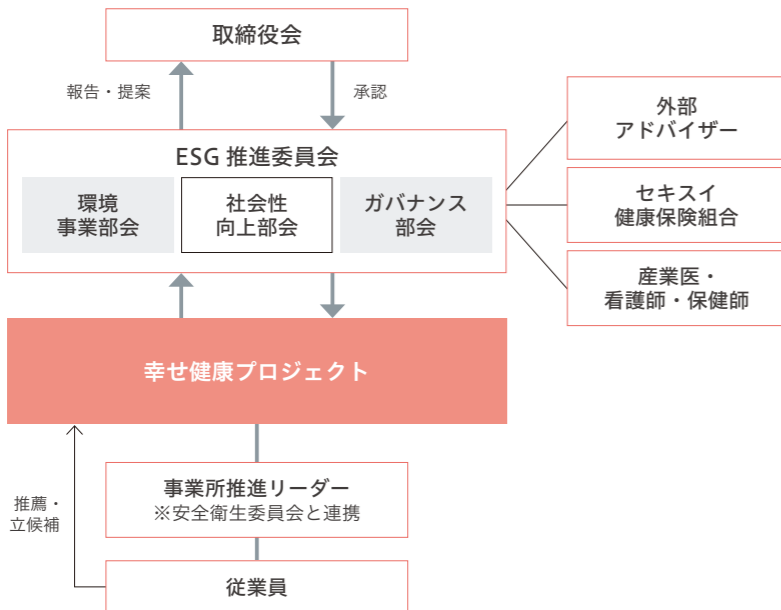 取締役会
報告・提案
承認
ESG 推進委員会
環境
事業部会
社会性
向上部会
ガバナンス
部会
外部
アドバイザー
セキスイ
健康保険組合
産業医・
看護師・保健師
幸せ健康プロジェクト
推薦・
立候補
事業所推進リーダー
※安全衛生委員会と連携
従業員